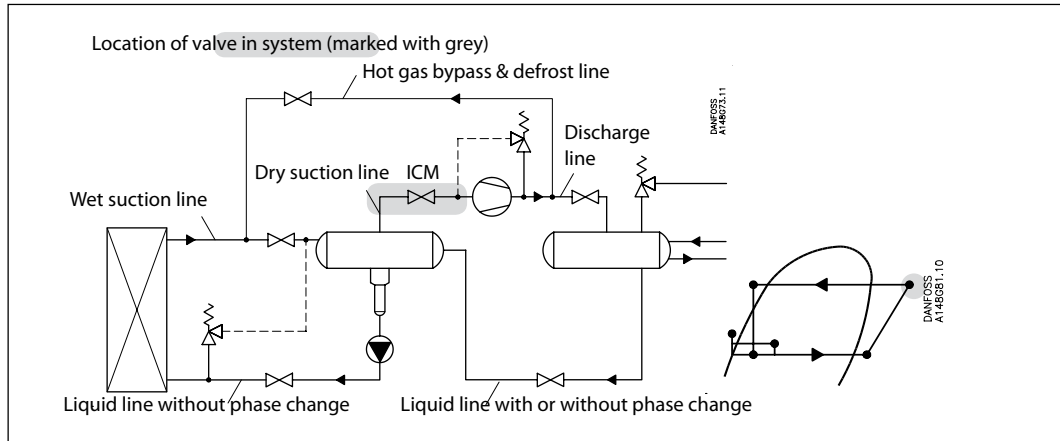 Location of valve in system (marked with grey)
Hot gas bypass & defrost line
DANFOSS
A148G73.11
Discharge
line
Dry suction line
ICM
Wet suction line
DANFOSS
A148G81.10
Liquid line without phase change
Liquid line with or without phase change